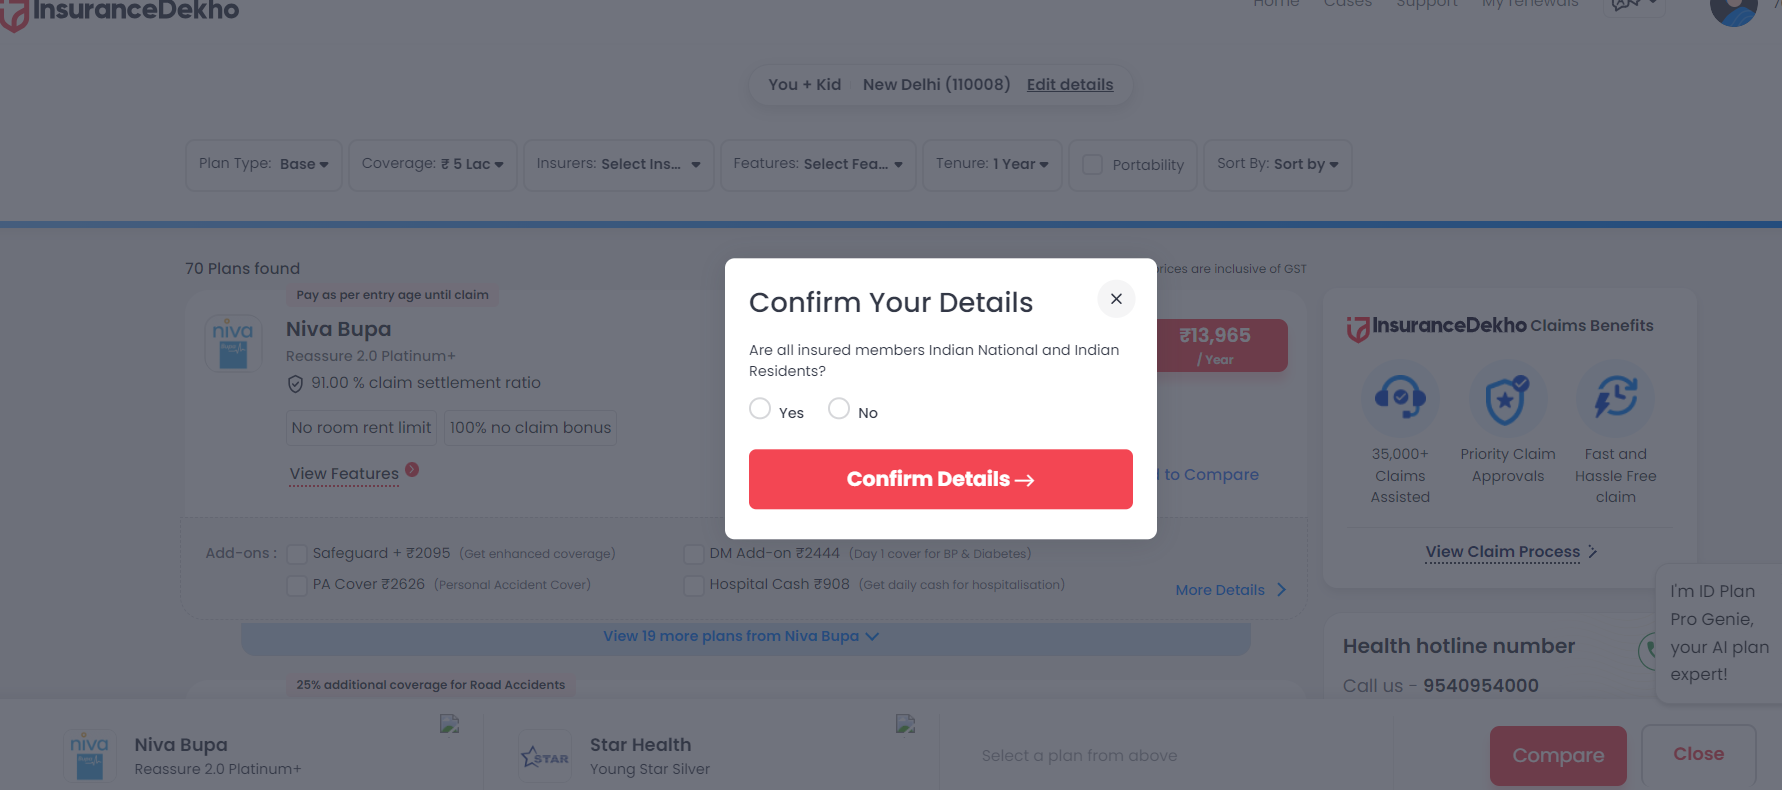 InsuranceDekho
Home Cases Support My renewals
You + Kid New Delhi (110008) Edit details
Plan Type: Base Coverage: ₹ 5 Lac Insurers: Select Ins... Features: Select Fea... Tenure: 1 Year Portability Sort By: Sort by
70 Plans found
prices are inclusive of GST
Pay as per entry age until claim
niva
Niva Bupa
Reassure 2.0 Platinum+
91.00 % claim settlement ratio
No room rent limit 100% no claim bonus
View Features
₹13,965
/ Year
to Compare
Confirm Your Details
Are all insured members Indian National and Indian
Residents?
Yes No
Confirm Details →
Add-ons : Safeguard + ₹2095 (Get enhanced coverage) DM Add-on ₹2444 (Day 1 cover for BP & Diabetes)
PA Cover ₹2626 (Personal Accident Cover) Hospital Cash ₹908 (Get daily cash for hospitalisation)
More Details
View 19 more plans from Niva Bupa
25% additional coverage for Road Accidents
InsuranceDekho Claims Benefits
35,000+
Claims
Assisted
Priority Claim
Approvals
Fast and
Hassle Free
claim
View Claim Process
Health hotline number
Call us - 9540954000
I'm ID Plan
Pro Genie,
your AI plan
expert!
niva
Niva Bupa
Reassure 2.0 Platinum+
STAR
Star Health
Young Star Silver
Select a plan from above
Compare
Close